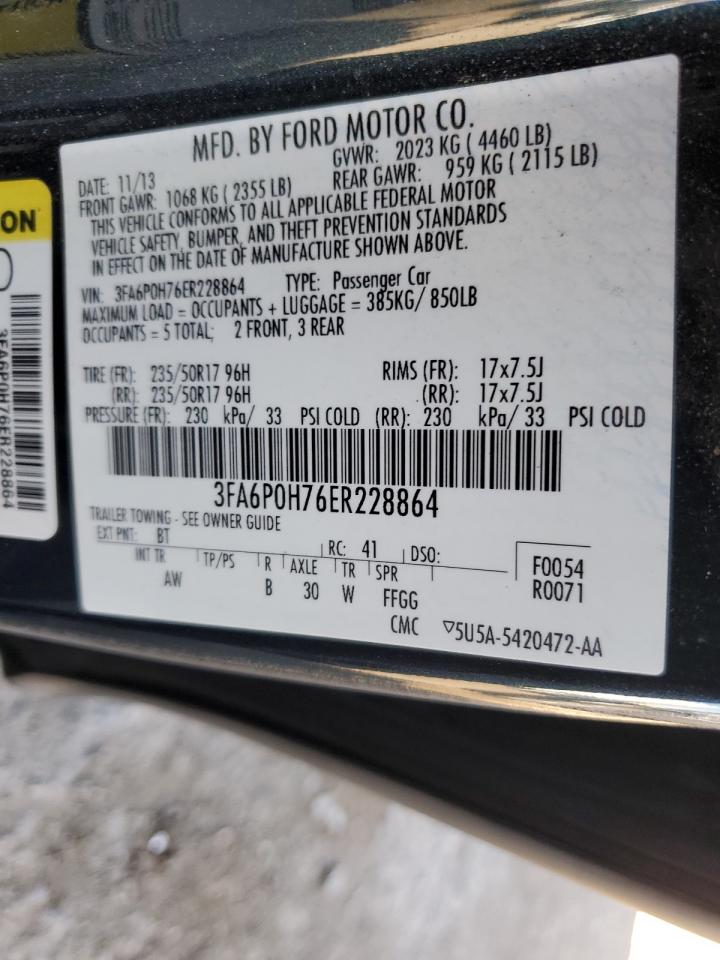 MFD. BY FORD MOTOR CO.
DATE: 11/13 GVWR: 2023 KG ( 4460 LB)
FRONT GAWR: 1068 KG ( 2355 LB) REAR GAWR: 959 KG ( 2115 LB)
THIS VEHICLE CONFORMS TO ALL APPLICABLE FEDERAL MOTOR
VEHICLE SAFETY, BUMPER, AND THEFT PREVENTION STANDARDS
IN EFFECT ON THE DATE OF MANUFACTURE SHOWN ABOVE.
VIN: 3FA6P0H76ER228864 TYPE: Passenger Car
MAXIMUM LOAD = OCCUPANTS + LUGGAGE = 385KG/ 850LB
OCCUPANTS = 5 TOTAL; 2 FRONT, 3 REAR
TIRE (FR): 235/50R17 96H RIMS (FR): 17x7.5J
(RR): 235/50R17 96H (RR): 17x7.5J
PRESSURE (FR): 230 kPa/ 33 PSI COLD (RR): 230 kPa/ 33 PSI COLD
3FA6P0H76ER228864
TRAILER TOWING - SEE OWNER GUIDE
EXT PNT: BT RC: 41 DSO: F0054
INT TR TP/PS R AXLE TR SPR R0071
AW B 30 W FFGG
CMC ▽5U5A-5420472-AA
ON
3FA6P0H76ER228864